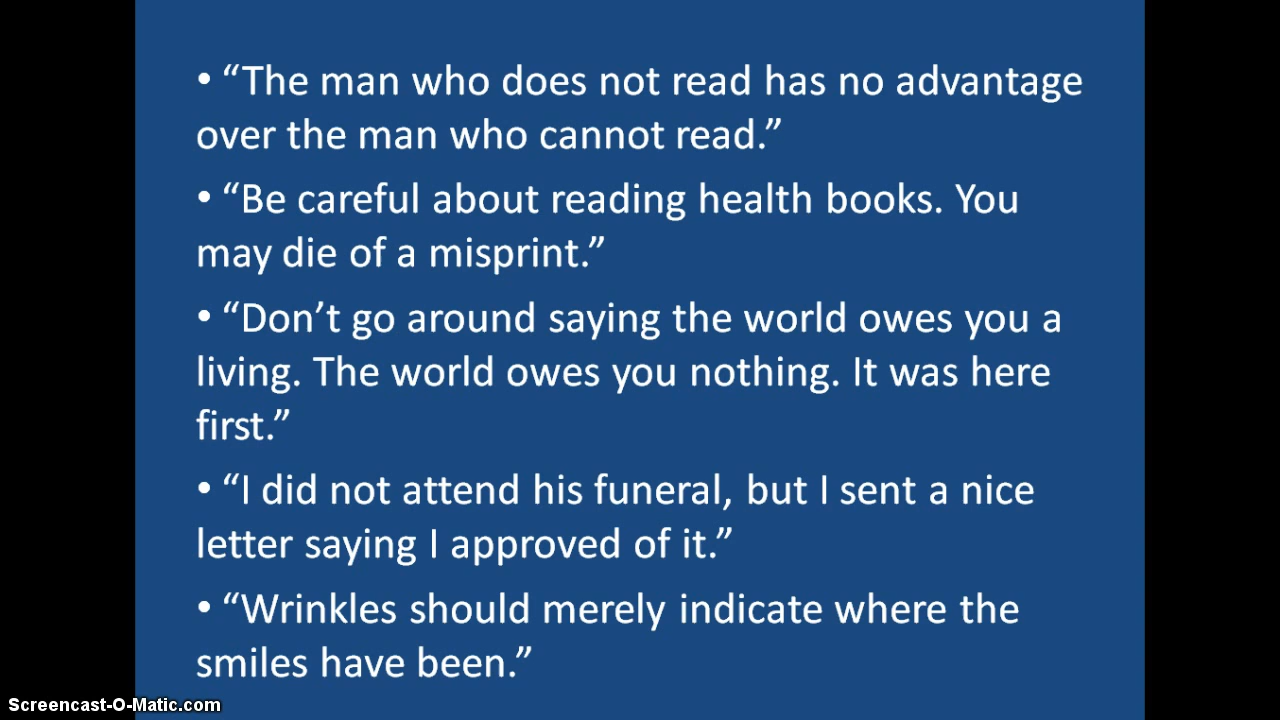 • “The man who does not read has no advantage
over the man who cannot read.”
• “Be careful about reading health books. You
may die of a misprint.”
• “Don’t go around saying the world owes you a
living. The world owes you nothing. It was here
first.”
• “I did not attend his funeral, but I sent a nice
letter saying I approved of it.”
• “Wrinkles should merely indicate where the
smiles have been.”
Screencast-O-Matic.com